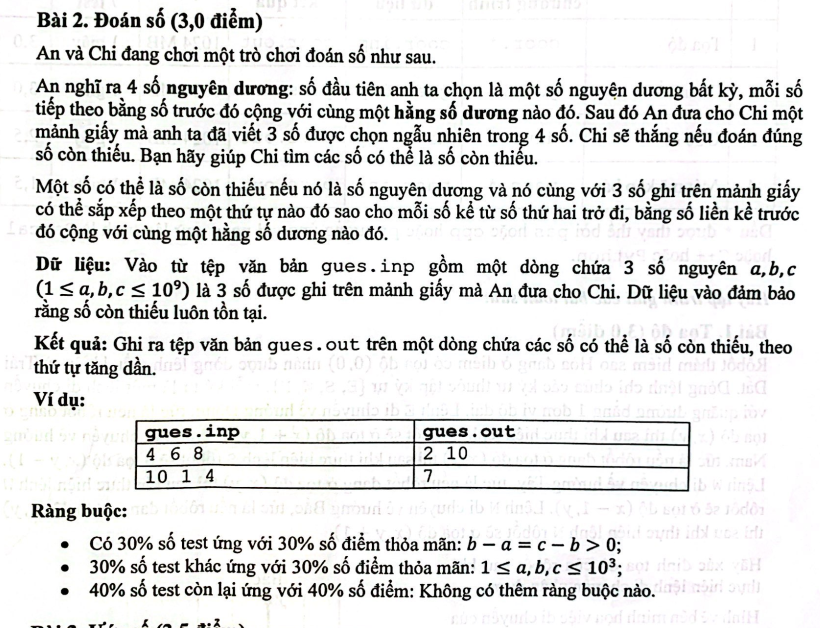 Bài 2. Đoán số (3,0 điểm)
An và Chi đang chơi một trò chơi đoán số như sau.
An nghĩ ra 4 số nguyên dương: số đầu tiên anh ta chọn là một số nguyên dương bất kỳ, mỗi số
tiếp theo bằng số trước đó cộng với cùng một hằng số dương nào đó. Sau đó An đưa cho Chi một
mảnh giấy mà anh ta đã viết 3 số được chọn ngẫu nhiên trong 4 số. Chi sẽ thắng nếu đoán đúng
số còn thiếu. Bạn hãy giúp Chi tìm các số có thể là số còn thiếu.
Một số có thể là số còn thiếu nếu nó là số nguyên dương và nó cùng với 3 số ghi trên mảnh giấy
có thể sắp xếp theo một thứ tự nào đó sao cho mỗi số kể từ số thứ hai trở đi, bằng số liền kề trước
đó cộng với cùng một hằng số dương nào đó.
Dữ liệu: Vào từ tệp văn bản gues.inp gồm một dòng chứa 3 số nguyên a,b,c
(1 ≤ a,b,c ≤ 10⁹) là 3 số được ghi trên mảnh giấy mà An đưa cho Chi. Dữ liệu vào đảm bảo
rằng số còn thiếu luôn tồn tại.
Kết quả: Ghi ra tệp văn bản gues.out trên một dòng chứa các số có thể là số còn thiếu, theo
thứ tự tăng dần.
Ví dụ:
gues.inp gues.out
4 6 8 2 10
10 1 4 7
Ràng buộc:
• Có 30% số test ứng với 30% số điểm thỏa mãn: b − a = c − b > 0;
• 30% số test khác ứng với 30% số điểm thỏa mãn: 1 ≤ a,b,c ≤ 10³;
• 40% số test còn lại ứng với 40% số điểm: Không có thêm ràng buộc nào.